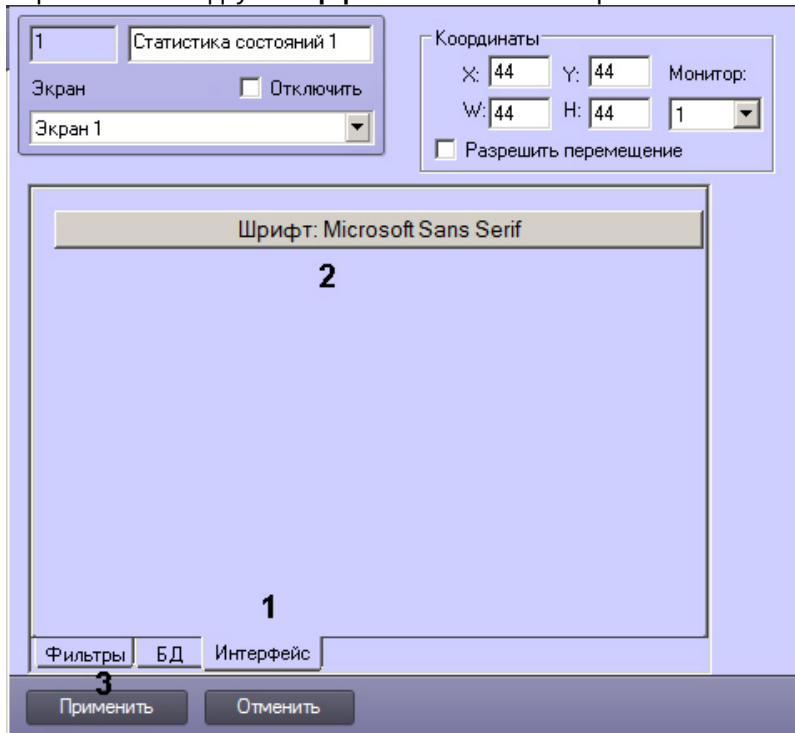 1
Статистика состояний 1
Экран
Отключить
Экран 1
Координаты
X: 44 Y: 44 Монитор:
W: 44 H: 44 1
Разрешить перемещение
Шрифт: Microsoft Sans Serif
2
1
Фильтры БД Интерфейс
3
Применить Отменить